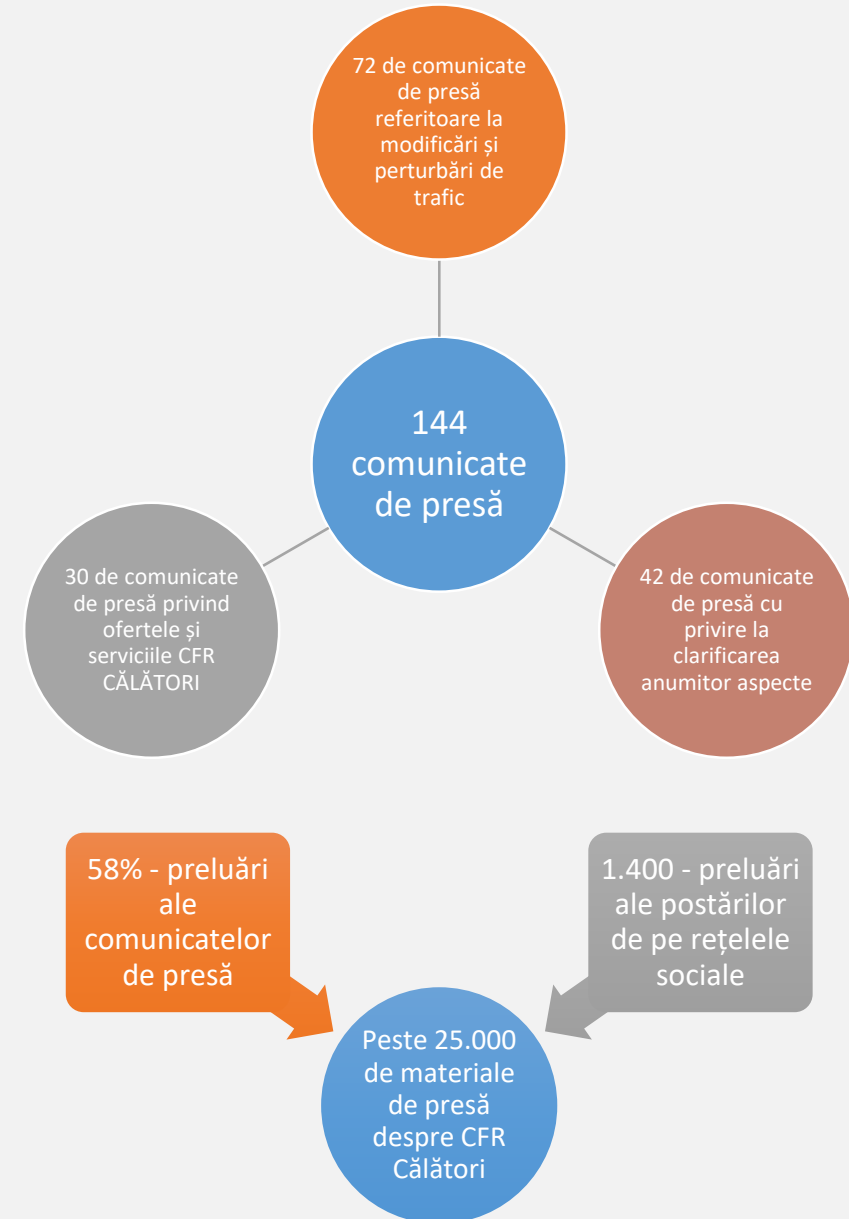 72 de comunicate
de presă
referitoare la
modificări și
perturbări de
trafic
144
comunicate
de presă
30 de comunicate
de presă privind
ofertele și
serviciile CFR
CĂLĂTORI
42 de comunicate
de presă cu
privire la
clarificarea
anumitor aspecte
58% - preluări
ale
comunicatelor
de presă
1.400 - preluări
ale postărilor
de pe rețelele
sociale
Peste 25.000
de materiale
de presă
despre CFR
Călători